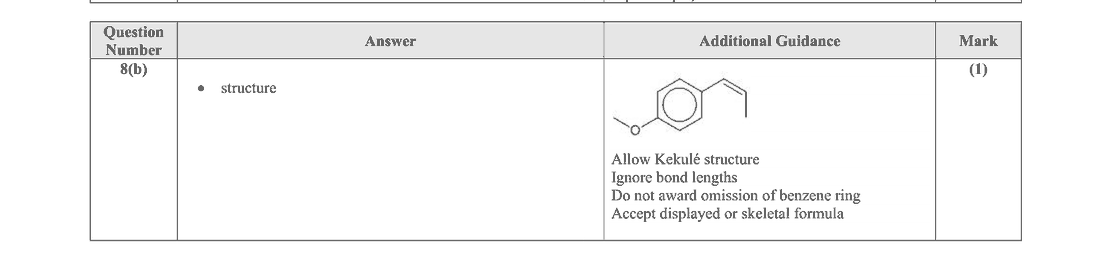 Question
Number
Answer
Additional Guidance
Mark
8(b)
• structure
(1)
O
Allow Kekulé structure
Ignore bond lengths
Do not award omission of benzene ring
Accept displayed or skeletal formula